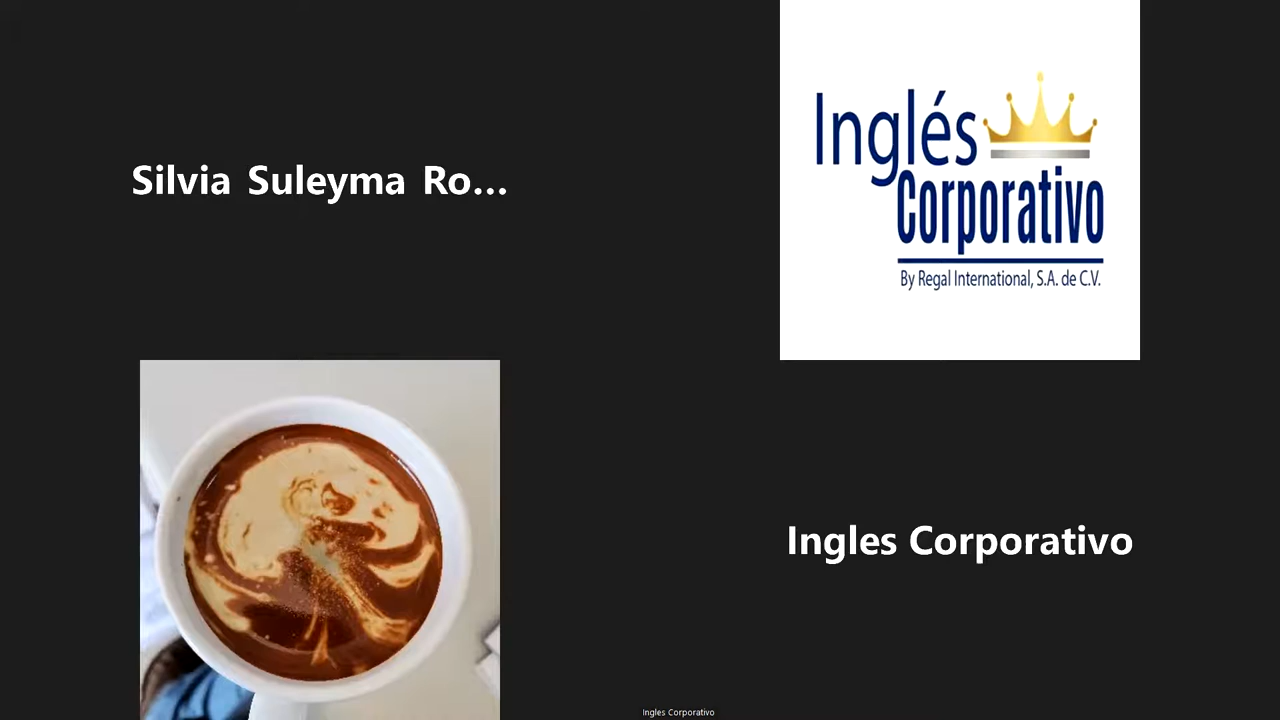 Silvia Suleyma Ro...
Inglés
Corporativo
By Regal International, S.A. de C.V.
Ingles Corporativo
Ingles Corporativo